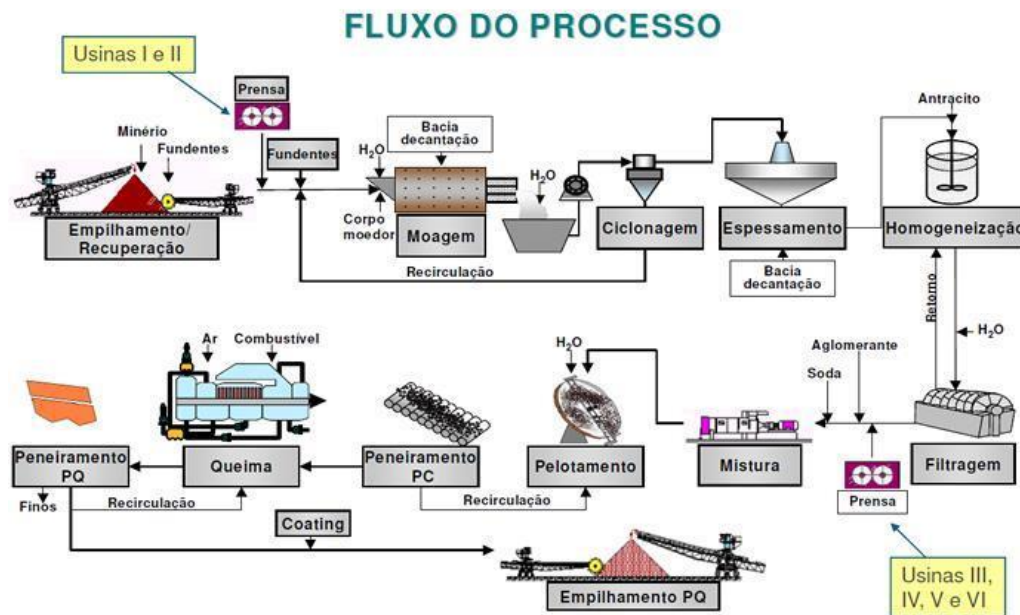 FLUXO DO PROCESSO
Usinas I e II
Prensa
Minério
Fundentes
Empilhamento/
Recuperação
Fundentes
H2O
Bacia
decantação
Corpo
moedor
Moagem
H2O
Recirculação
Ciclonagem
Espessamento
Bacia
decantação
Antracito
Homogeneização
Retorno
H2O
Filtragem
Aglomerante
Soda
Prensa
Usinas III,
IV, V e VI
Mistura
H2O
Pelotamento
Recirculação
Peneiramento
PC
Ar
Combustível
Queima
Recirculação
Peneiramento
PQ
Finos
Coating
Empilhamento PQ